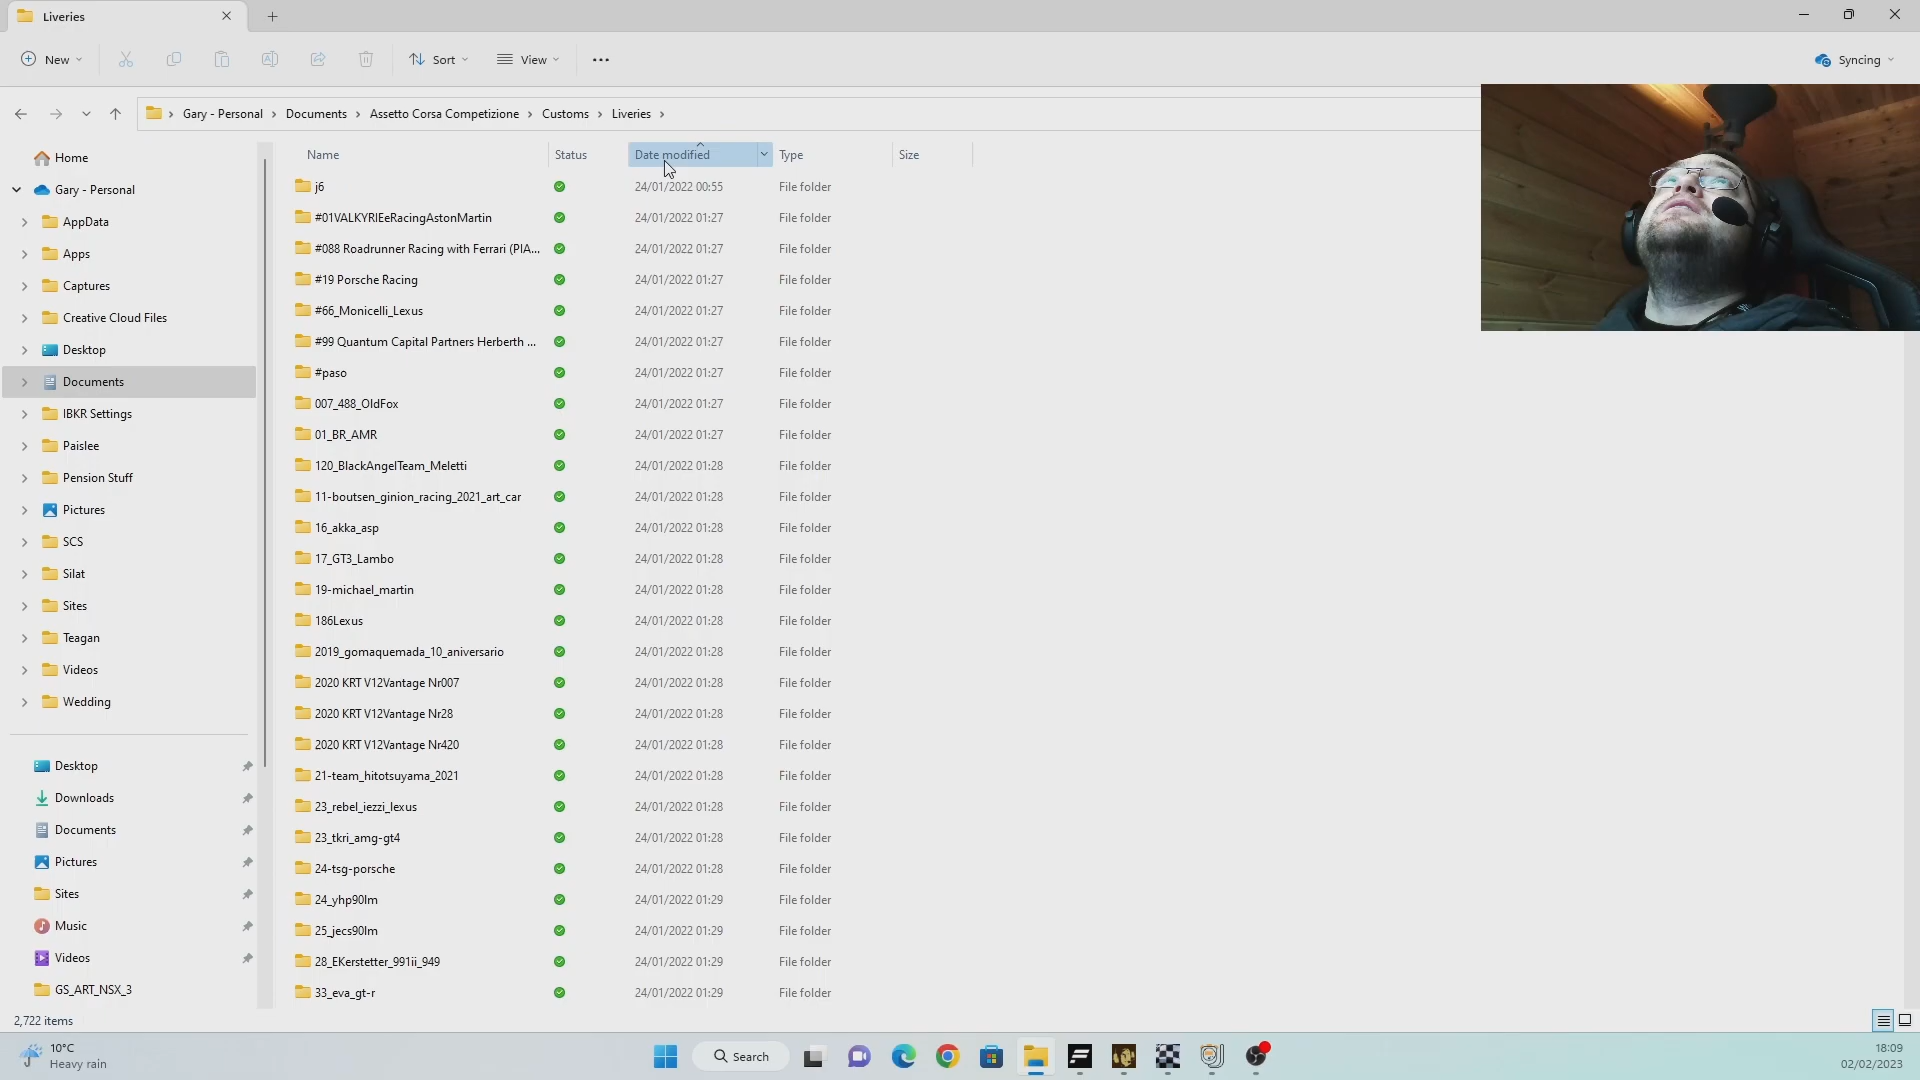 Liveries
New
Sort
View
Syncing
Gary - Personal
Documents
Assetto Corsa Competizione
Customs
Liveries
Home
Gary - Personal
AppData
Apps
Captures
Creative Cloud Files
Desktop
Documents
IBKR Settings
Paislee
Pension Stuff
Pictures
SCS
Silat
Sites
Teagan
Videos
Wedding
Desktop
Downloads
Documents
Pictures
Sites
Music
Videos
GS_ART_NSX_3
Name Status Date modified Type Size
j6 24/01/2022 00:55 File folder
#01VALKYRIEeRacingAstonMartin 24/01/2022 01:27 File folder
#088 Roadrunner Racing with Ferrari (PIA... 24/01/2022 01:27 File folder
#19 Porsche Racing 24/01/2022 01:27 File folder
#66_Monicelli_Lexus 24/01/2022 01:27 File folder
#99 Quantum Capital Partners Herberth ... 24/01/2022 01:27 File folder
#paso 24/01/2022 01:27 File folder
007_488_OldFox 24/01/2022 01:27 File folder
01_BR_AMR 24/01/2022 01:27 File folder
120_BlackAngelTeam_Meletti 24/01/2022 01:28 File folder
11-boutsen_ginion_racing_2021_art_car 24/01/2022 01:28 File folder
16_akka_asp 24/01/2022 01:28 File folder
17_GT3_Lambo 24/01/2022 01:28 File folder
19-michael_martin 24/01/2022 01:28 File folder
186Lexus 24/01/2022 01:28 File folder
2019_gomaquemada_10_aniversario 24/01/2022 01:28 File folder
2020 KRT V12Vantage Nr007 24/01/2022 01:28 File folder
2020 KRT V12Vantage Nr28 24/01/2022 01:28 File folder
2020 KRT V12Vantage Nr420 24/01/2022 01:28 File folder
21-team_hitotsuyama_2021 24/01/2022 01:28 File folder
23_rebel_iezzi_lexus 24/01/2022 01:28 File folder
23_tkri_amg-gt4 24/01/2022 01:28 File folder
24-tsg-porsche 24/01/2022 01:28 File folder
24_yhp90lm 24/01/2022 01:29 File folder
25_jecs90lm 24/01/2022 01:29 File folder
28_EKerstetter_991ii_949 24/01/2022 01:29 File folder
33_eva_gt-r 24/01/2022 01:29 File folder
2,722 items
10°C
Heavy rain
Search
18:09
02/02/2023